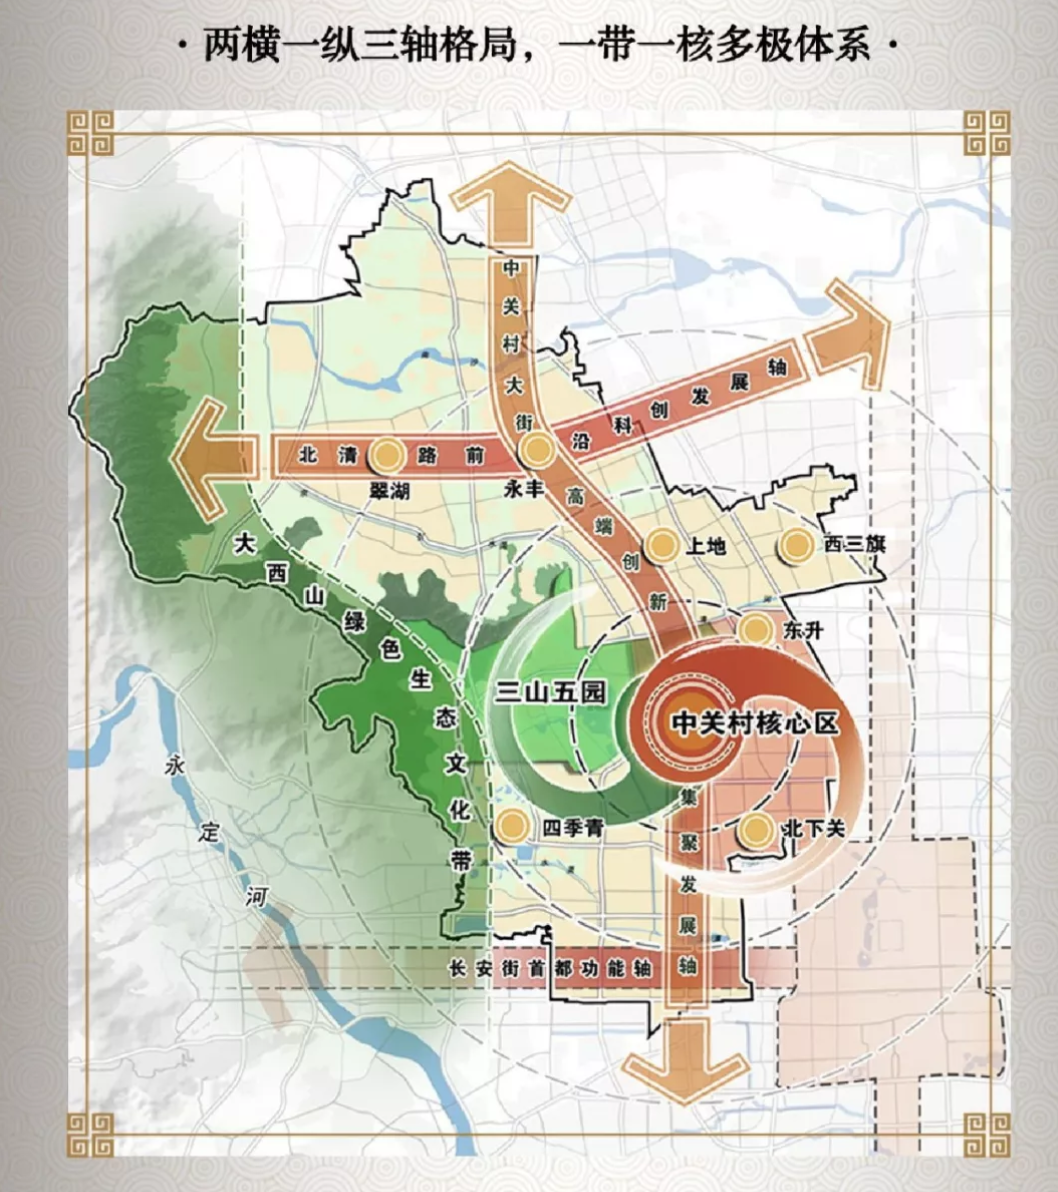 · 两横一纵三轴格局，一带一核多极体系 ·
中关村大街高端创新集聚发展轴
北清路前沿科创发展轴
翠湖
永丰
上地
西三旗
大西山绿色生态文化带
东升
三山五园
中关村核心区
永定河
四季青
北下关
长安街首都功能轴